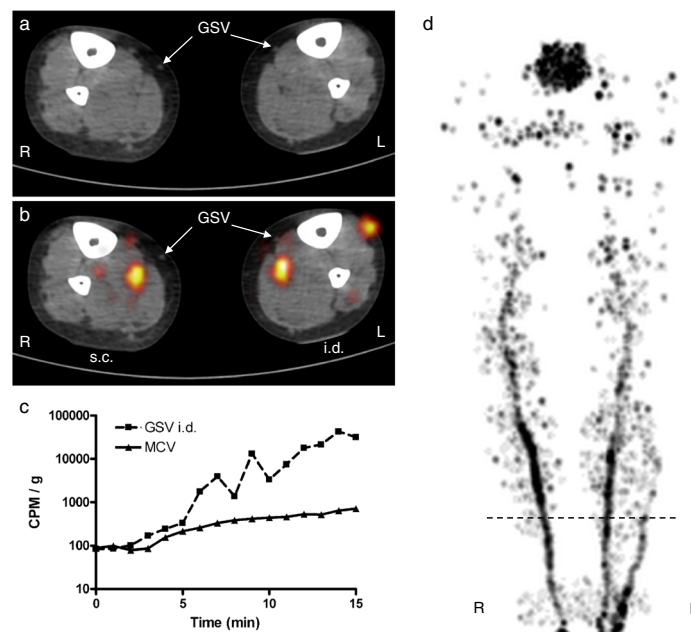 a
GSV
R
L
b
GSV
R
L
s.c.
i.d.
c
100000
10000
1000
100
10
CPM / g
GSV i.d.
MCV
0
5
10
15
Time (min)
d
R